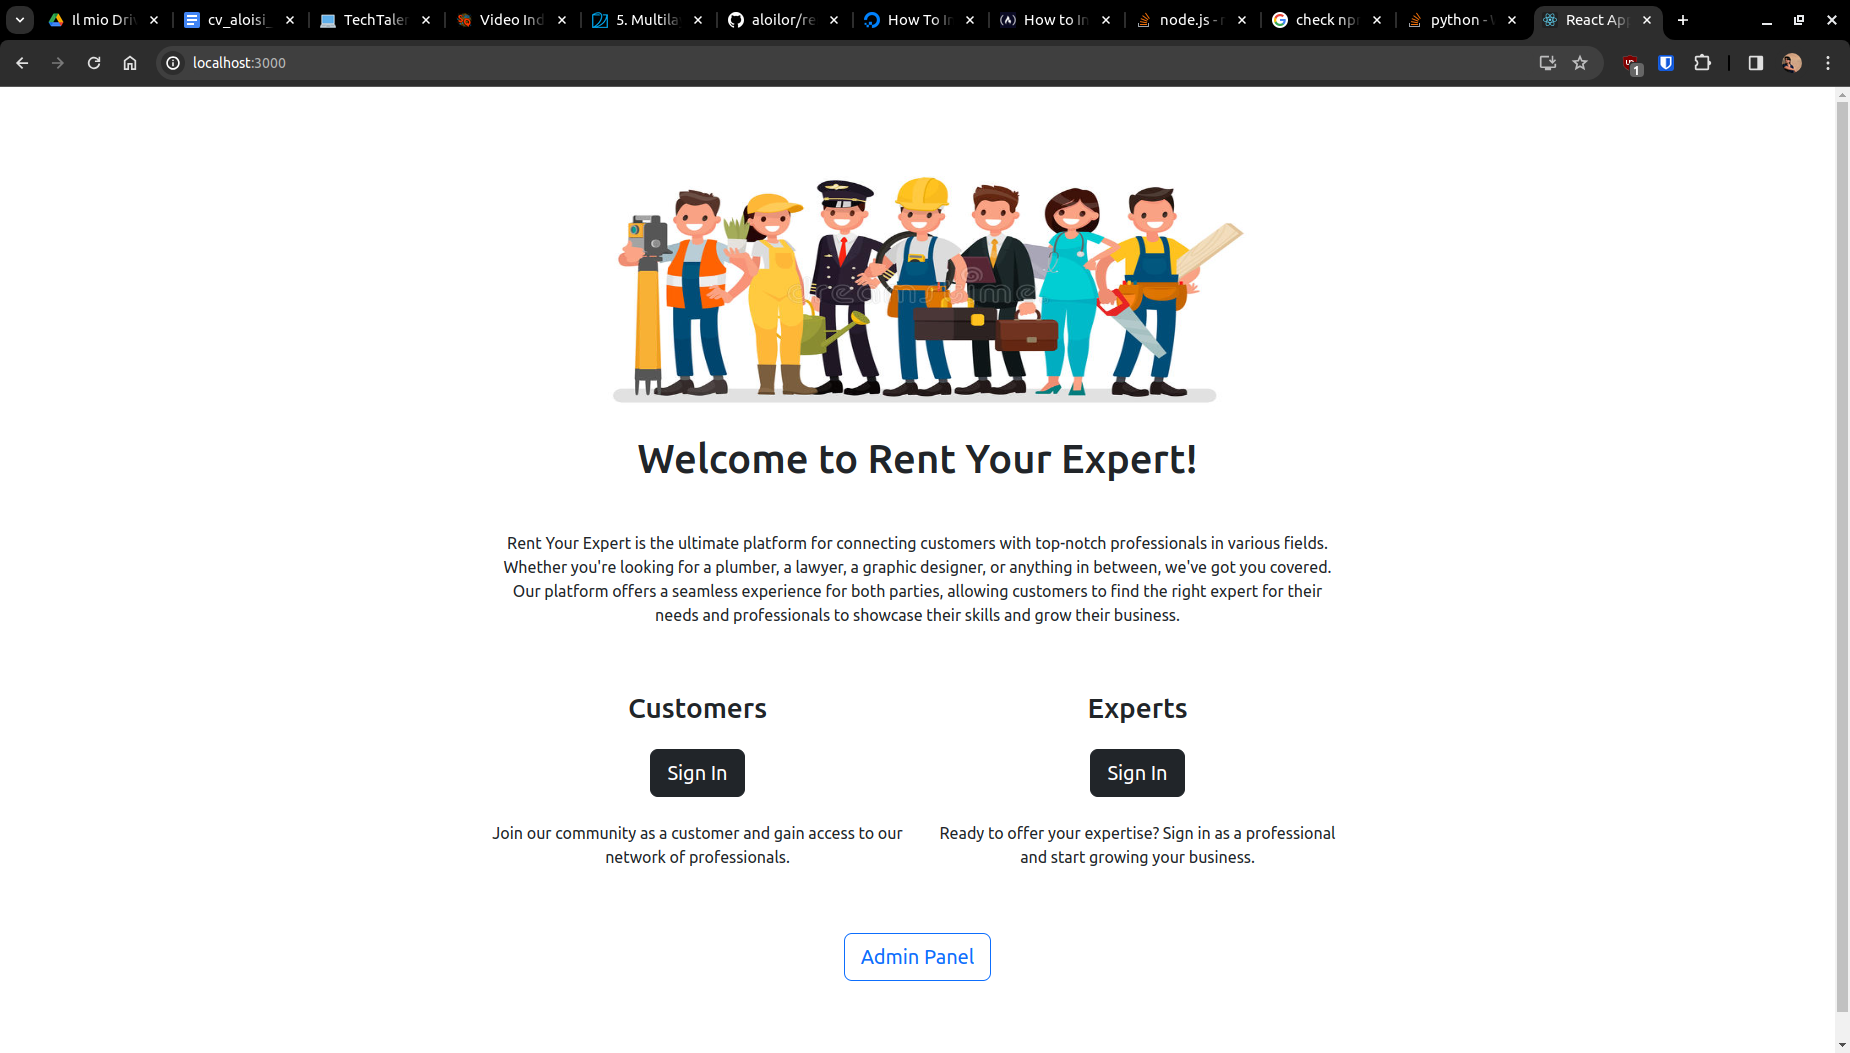 Il mio Driv
cv_aloisi_
TechTalen
Video Ind
5. Multilay
aloilor/re
How To In
How to In
node.js - n
check npm
python - V
React App
localhost:3000
1
dreamstime
Welcome to Rent Your Expert!
Rent Your Expert is the ultimate platform for connecting customers with top-notch professionals in various fields.
Whether you're looking for a plumber, a lawyer, a graphic designer, or anything in between, we've got you covered.
Our platform offers a seamless experience for both parties, allowing customers to find the right expert for their
needs and professionals to showcase their skills and grow their business.
Customers
Experts
Sign In
Sign In
Join our community as a customer and gain access to our
network of professionals.
Ready to offer your expertise? Sign in as a professional
and start growing your business.
Admin Panel